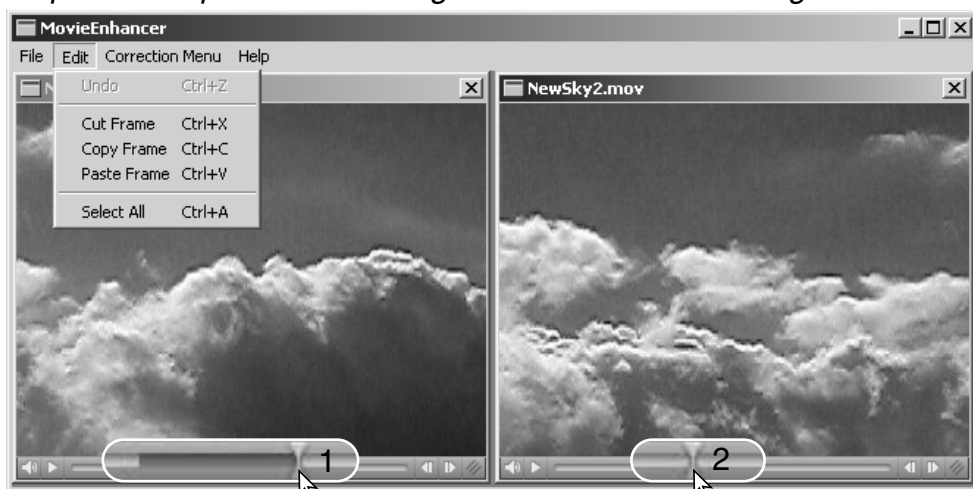 MovieEnhancer
File Edit Correction Menu Help
Undo Ctrl+Z
Cut Frame Ctrl+X
Copy Frame Ctrl+C
Paste Frame Ctrl+V
Select All Ctrl+A
NewSky2.mov
1
2